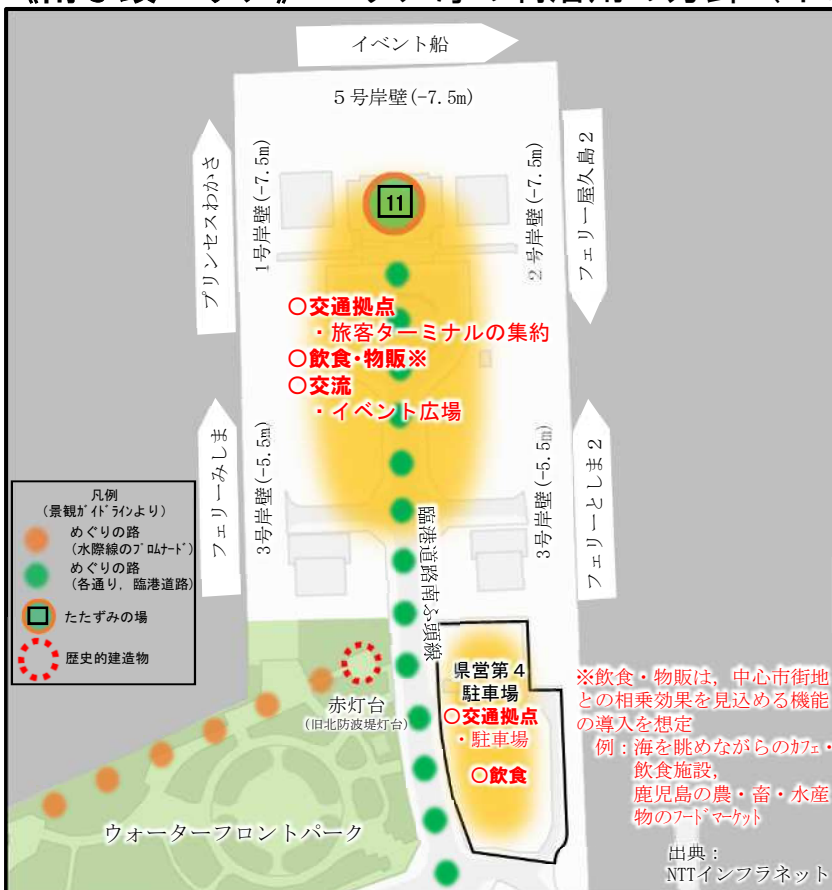 イベント船
5号岸壁(-7.5m)
プリンセスわかさ
1号岸壁(-7.5m)
11
2号岸壁(-7.5m)
フェリー屋久島2
○交通拠点
・旅客ターミナルの集約
○飲食・物販※
○交流
・イベント広場
フェリーみしま
3号岸壁(-5.5m)
3号岸壁(-5.5m)
フェリーとしま2
臨港道路南ふ頭線
凡例
(景観ガイドラインより)
めぐりの路
(水際線のプロムナード)
めぐりの路
(各通り,臨港道路)
たたずみの場
歴史的建造物
赤灯台
(旧北防波堤灯台)
ウォーターフロントパーク
県営第4
駐車場
○交通拠点
・駐車場
○飲食
※飲食・物販は,中心市街地
との相乗効果を見込める機能
の導入を想定
例:海を眺めながらのカフェ・
飲食施設,
鹿児島の農・畜・水産
物のフードマーケット
出典:
NTTインフラネット